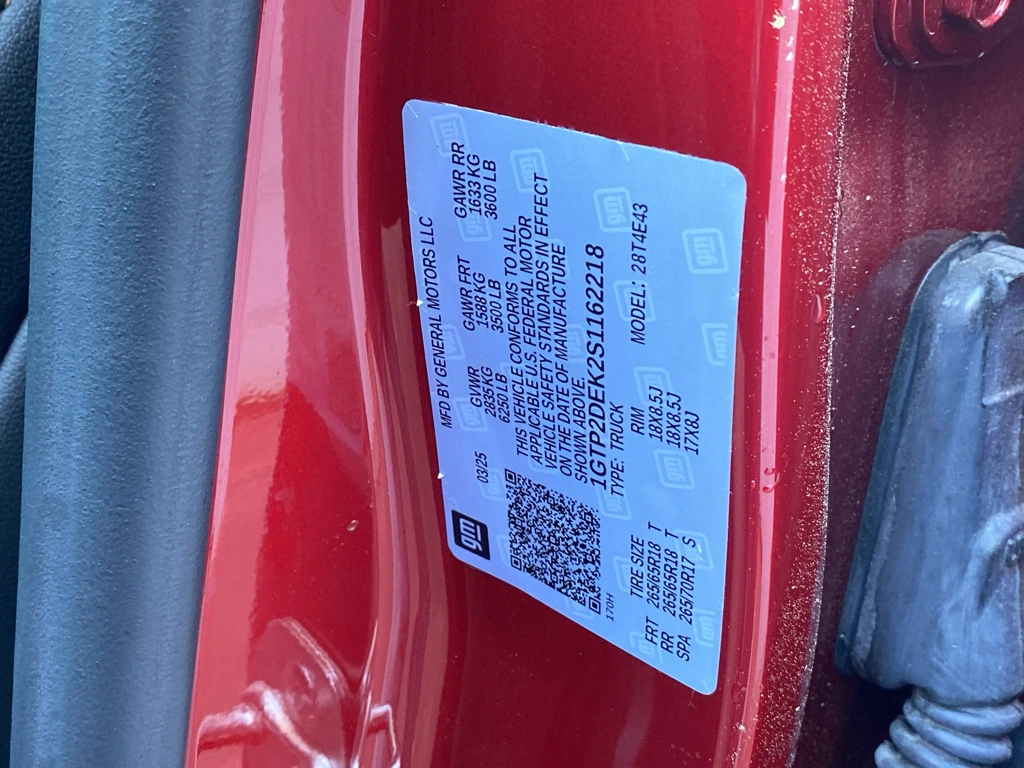 gm
MFD BY GENERAL MOTORS LLC
03/25 GVWR GAWR FRT GAWR RR
2835 KG 1588 KG 1633 KG
6250 LB 3500 LB 3600 LB
THIS VEHICLE CONFORMS TO ALL
APPLICABLE U.S. FEDERAL MOTOR
VEHICLE SAFETY STANDARDS IN EFFECT
ON THE DATE OF MANUFACTURE
SHOWN ABOVE.
1GTP2DEK2S1162218
TYPE: TRUCK MODEL: 28T4E43
170H
TIRE SIZE RIM
FRT 265/65R18 T 18X8.5J
RR 265/65R18 T 18X8.5J
SPA 265/70R17 S 17X8J